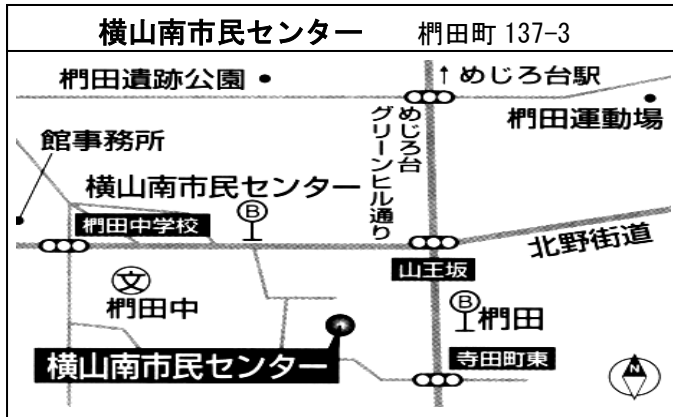 横山南市民センター 椚田町137-3
椚田遺跡公園
↑めじろ台駅
椚田運動場
めじろ台
グリーンヒル通り
館事務所
横山南市民センター
B
椚田中学校
北野街道
山王坂
文
椚田中
B
椚田
横山南市民センター
寺田町東
N